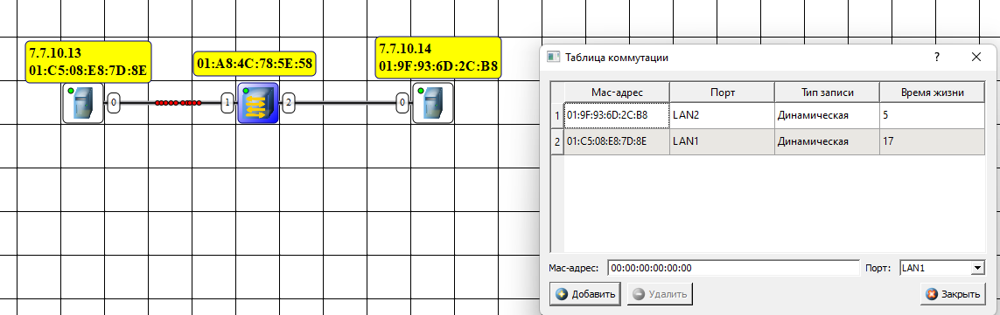 7.7.10.13
01:C5:08:E8:7D:8E
01:A8:4C:78:5E:58
7.7.10.14
01:9F:93:6D:2C:B8
0
1
2
0
Таблица коммутации
?
Mac-адрес Порт Тип записи Время жизни
1 01:9F:93:6D:2C:B8 LAN2 Динамическая 5
2 01:C5:08:E8:7D:8E LAN1 Динамическая 17
Mac-адрес: 00:00:00:00:00:00 Порт: LAN1
Добавить Удалить Закрыть